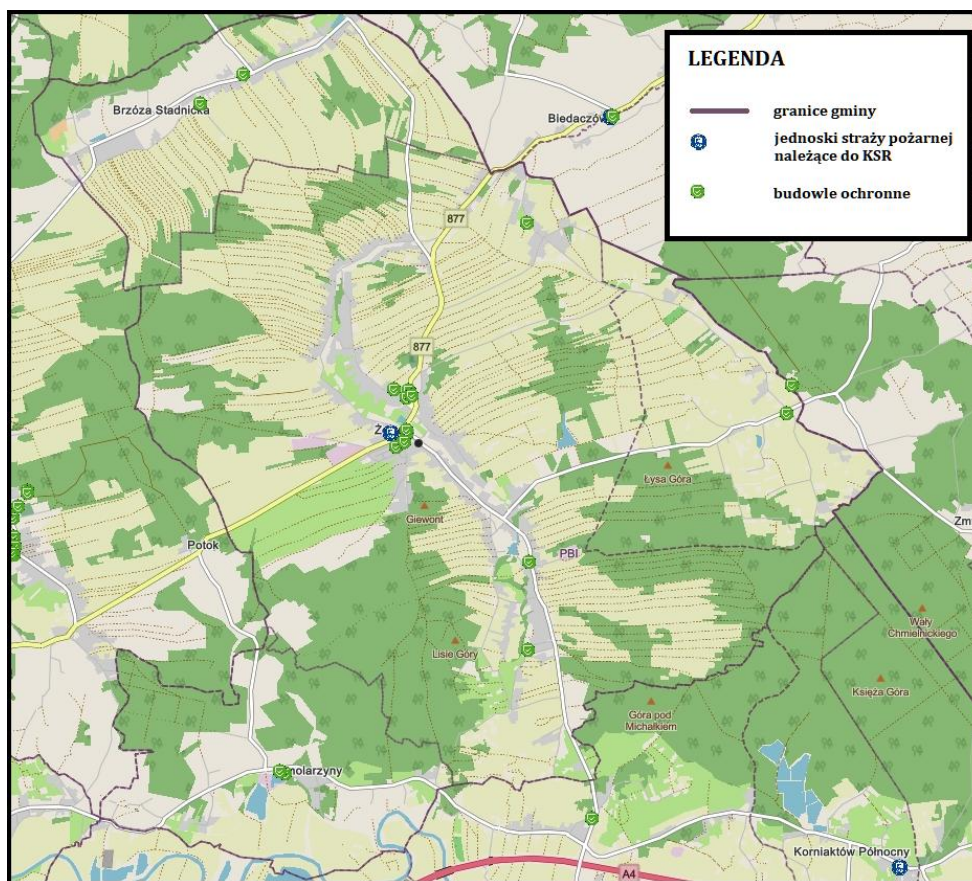 LEGENDA
granice gminy
jednoski straży pożarnej
należące do KSR
budowle ochronne
Brzóza Stadnicka
Biedaczów
877
877
Łysa Góra
Giewont
Potok
PBI
Wały
Chmielnickiego
Lisie Góry
Księża Góra
Góra pod
Michałkiem
Korniaktów Północny
A4